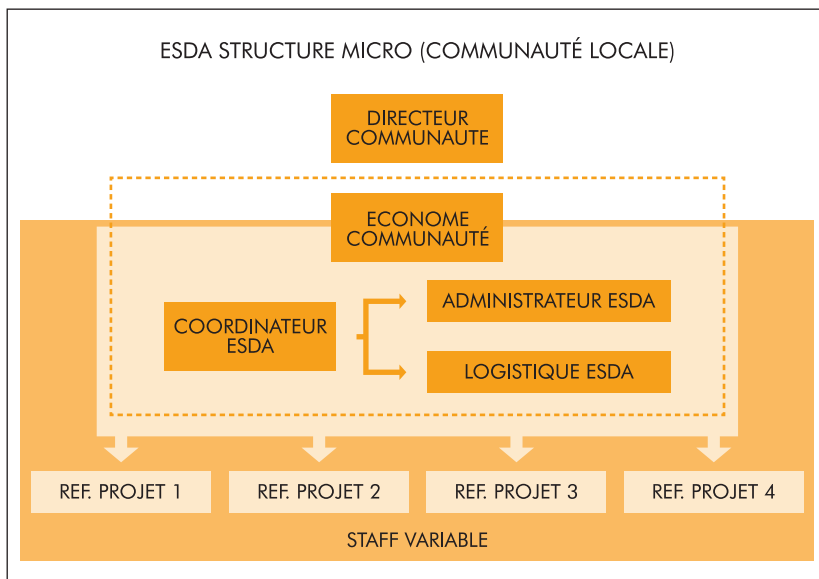 ESDA STRUCTURE MICRO (COMMUNAUTÉ LOCALE)
DIRECTEUR
COMMUNAUTE
ECONOME
COMMUNAUTÉ
COORDINATEUR
ESDA
ADMINISTRATEUR ESDA
LOGISTIQUE ESDA
REF. PROJET 1
REF. PROJET 2
REF. PROJET 3
REF. PROJET 4
STAFF VARIABLE